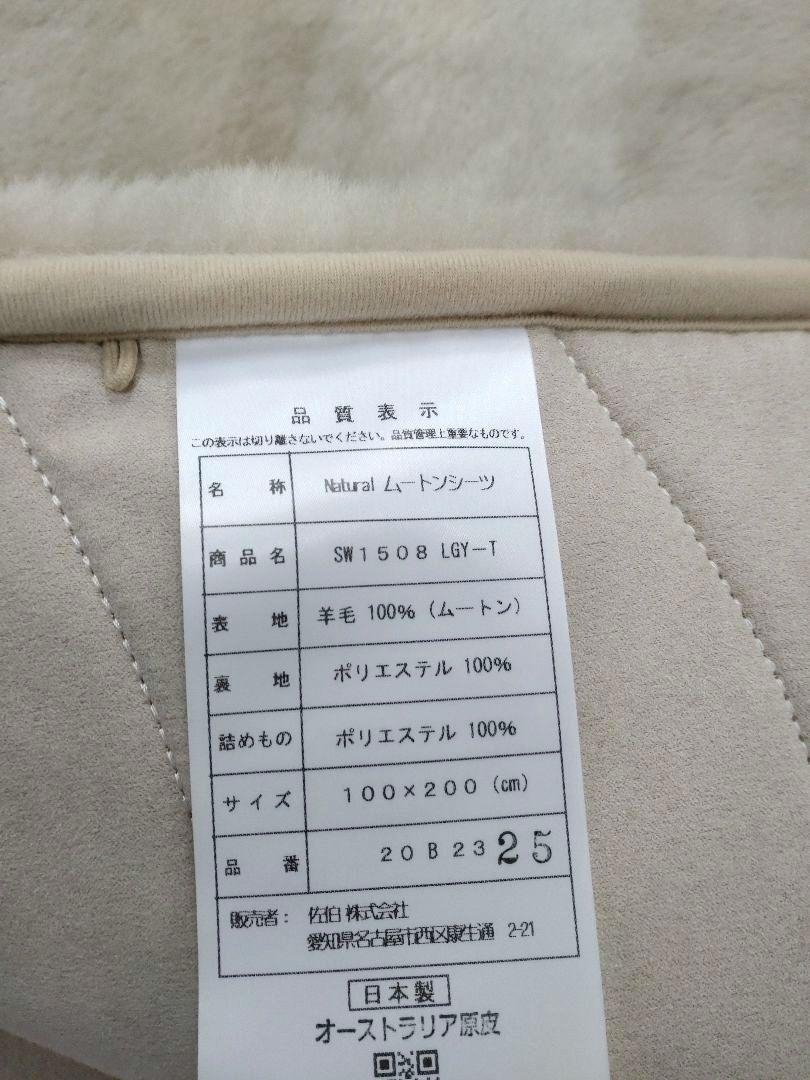 品質表示
この表示は切り離さないでください。品質管理上重要なものです。
名称 Natural ムートンシーツ
商品名 SW1508 LGY-T
表地 羊毛 100% (ムートン)
裏地 ポリエステル 100%
詰めもの ポリエステル 100%
サイズ 100×200 (cm)
品番 20B2325
販売者: 佐伯株式会社
愛知県名古屋市西区康生通 2-21
日本製
オーストラリア原皮